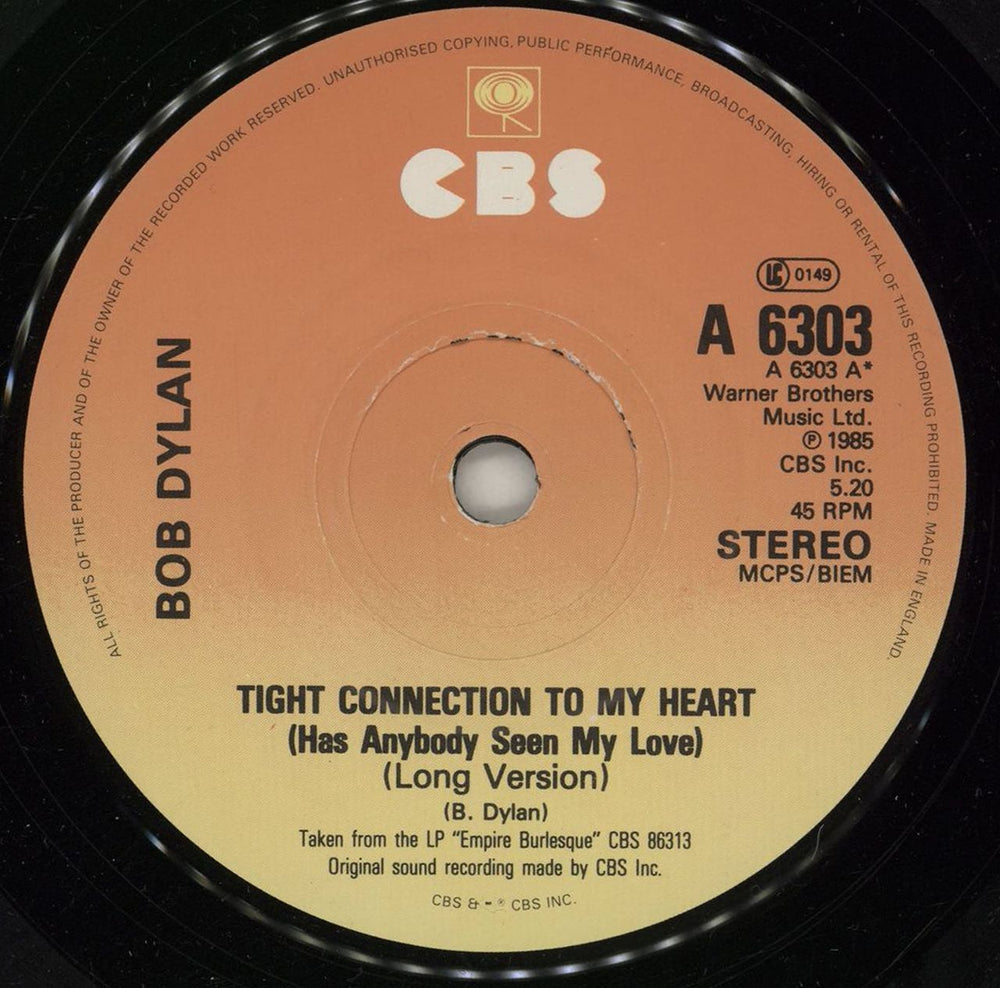 ALL RIGHTS OF THE PRODUCER AND OF THE OWNER OF THE RECORDED WORK RESERVED. UNAUTHORISED COPYING, PUBLIC PERFORMANCE, BROADCASTING, HIRING OR RENTAL OF THIS RECORDING PROHIBITED. MADE IN ENGLAND.
CBS
LC 0149
A 6303
A 6303 A*
Warner Brothers
Music Ltd.
℗ 1985
CBS Inc.
5.20
45 RPM
STEREO
MCPS/BIEM
BOB DYLAN
TIGHT CONNECTION TO MY HEART
(Has Anybody Seen My Love)
(Long Version)
(B. Dylan)
Taken from the LP "Empire Burlesque" CBS 86313
Original sound recording made by CBS Inc.
CBS & - ® CBS INC.